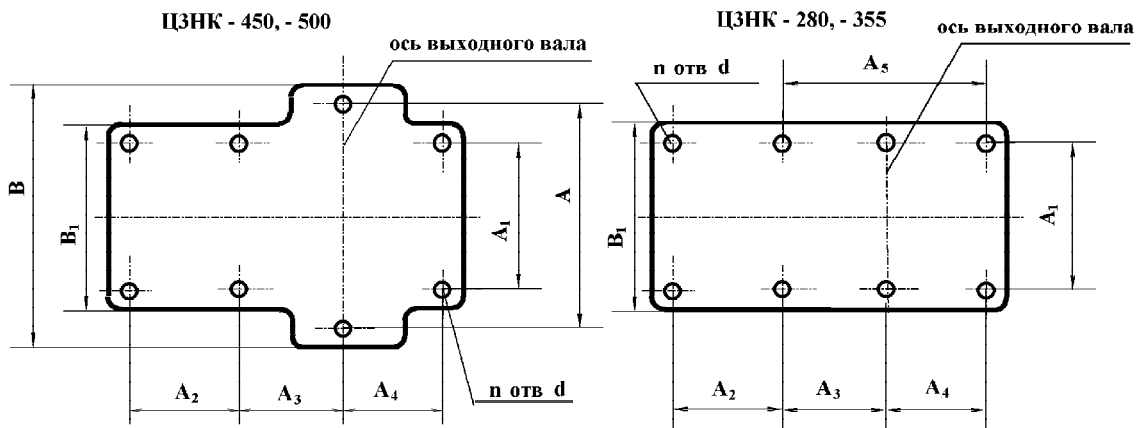 ЦЗНК - 450, - 500
ЦЗНК - 280, - 355
ось выходного вала
ось выходного вала
n отв d
A5
B
B1
A1
A
B1
A1
A2
A3
A4
n отв d
A2
A3
A4